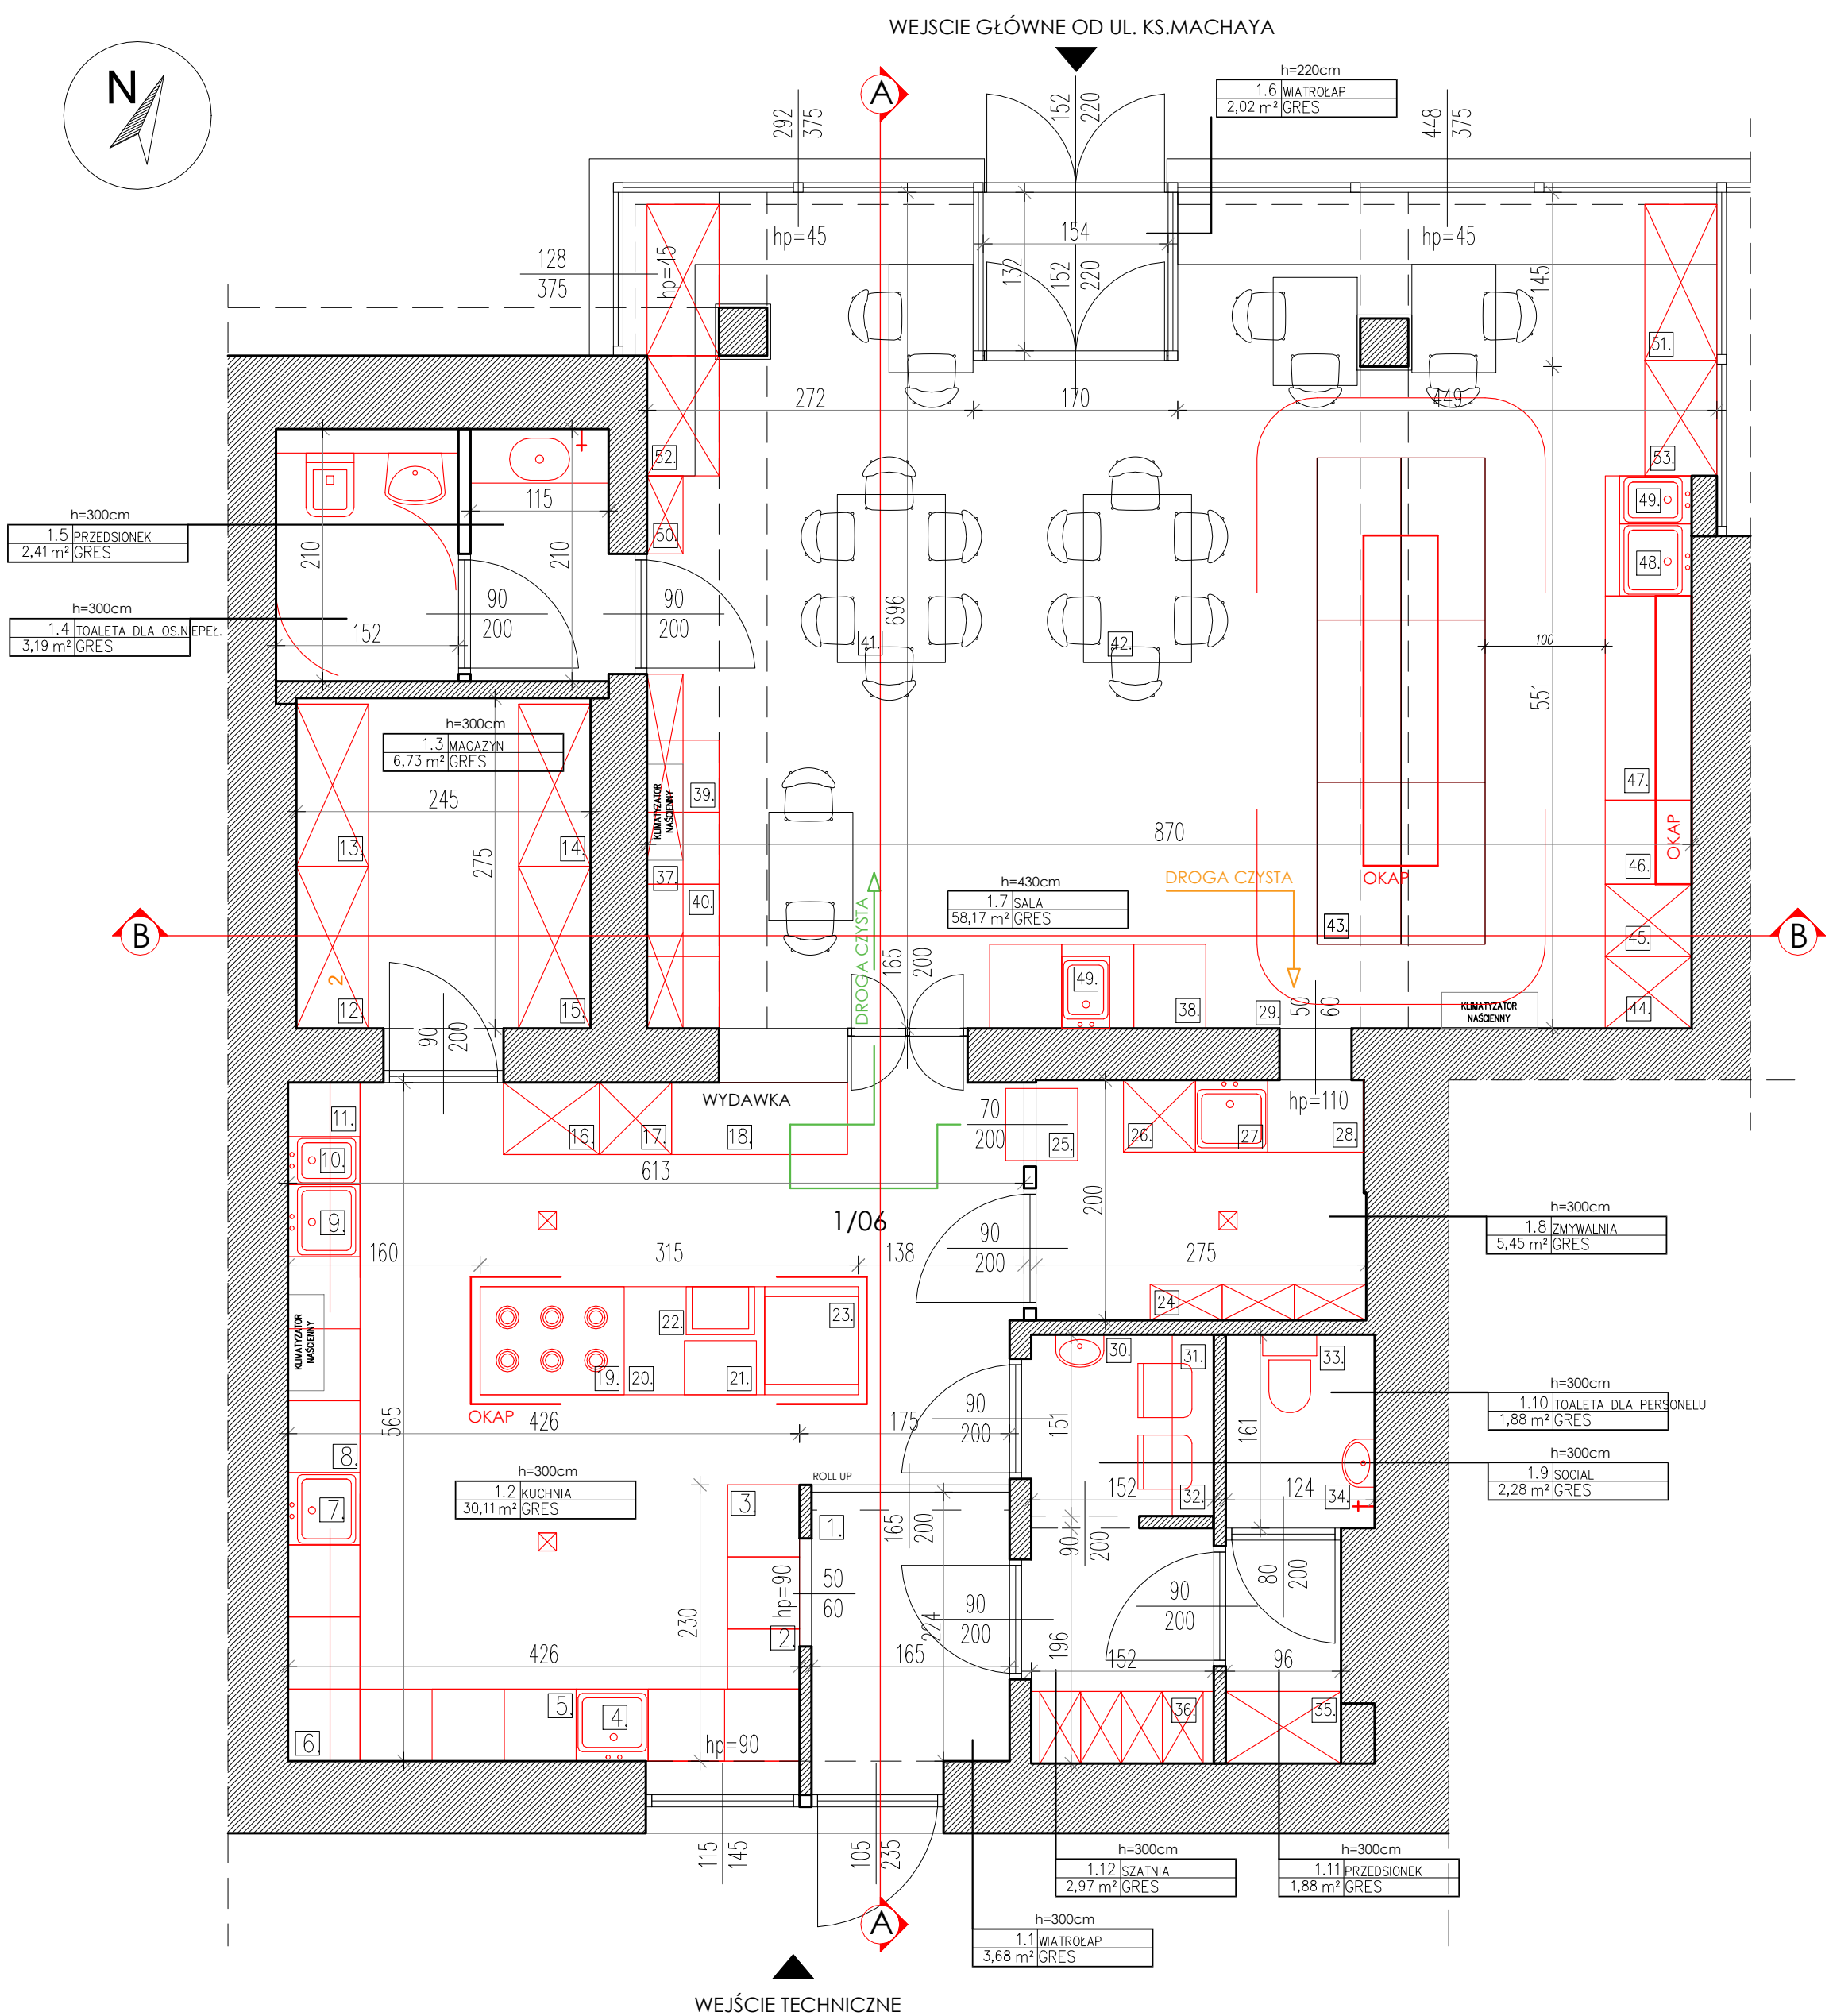 WEJSCIE GŁÓWNE OD UL. KS.MACHAYA
N
A
h=220cm
1.6 WIATROŁAP
2,02 m² GRES
292
375
152
220
448
375
hp=45
154
hp=45
128
375
hp=45
132
152
220
145
51.
272
170
449
52.
53.
115
50.
49.
48.
h=300cm
1.5 PRZEDSIONEK
2,41 m² GRES
210
210
90
200
90
200
696
h=300cm
1.4 TOALETA DLA OS.NIEPEŁ.
3,19 m² GRES
152
41.
42.
100
551
h=300cm
1.3 MAGAZYN
6,73 m² GRES
245
275
13.
14.
39.
KLIMATYZATOR
NAŚCIENNY
37.
40.
870
47.
OKAP
46.
OKAP
DROGA CZYSTA
DROGA CZYSTA
h=430cm
1.7 SALA
58,17 m² GRES
43.
45.
B
B
165
200
2
12.
15.
49.
38.
29.
50
60
KLIMATYZATOR
NAŚCIENNY
44.
90
200
WYDAWKA
hp=110
11.
16.
17.
18.
70
200
25.
26.
27.
28.
10.
613
9.
1/06
90
200
200
h=300cm
1.8 ZMYWALNIA
5,45 m² GRES
160
315
138
275
KLIMATYZATOR
NAŚCIENNY
22.
23.
24.
19.
20.
21.
30.
31.
33.
OKAP
565
426
175
90
200
151
161
h=300cm
1.10 TOALETA DLA PERSONELU
1,88 m² GRES
8.
h=300cm
1.9 SOCIAL
2,28 m² GRES
h=300cm
1.2 KUCHNIA
30,11 m² GRES
ROLL UP
7.
3.
1.
165
200
152
32.
124
34.
90
200
80
200
hp=90
50
60
230
2.
90
200
224
90
200
196
426
165
152
96
6.
5.
4.
hp=90
36.
35.
115
145
105
235
h=300cm
1.12 SZATNIA
2,97 m² GRES
h=300cm
1.11 PRZEDSIONEK
1,88 m² GRES
A
h=300cm
1.1 WIATROŁAP
3,68 m² GRES
WEJŚCIE TECHNICZNE